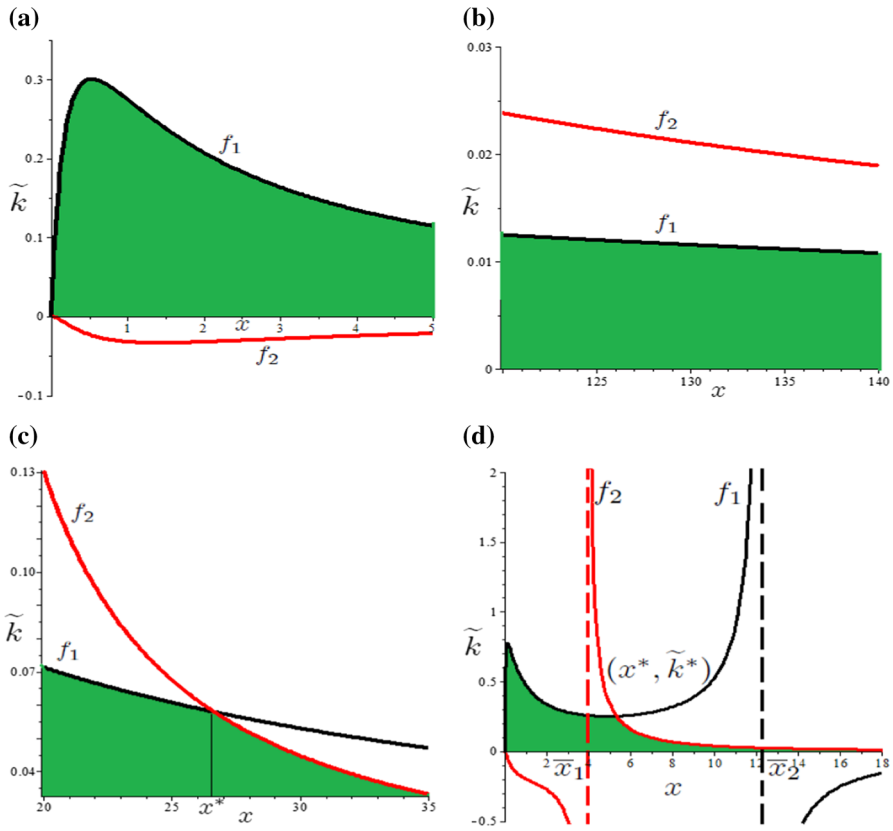 (a)
0.3
0.2
0.1
0
-0.1
k̃
f₁
f₂
1 2 3 4 5
x
(b)
0.03
0.02
0.01
0
k̃
f₂
f₁
125 130 135 140
x
(c)
0.13
0.10
0.07
0.04
k̃
f₂
f₁
20 25 30 35
x*
x
(d)
2
1.5
1
0.5
0
-0.5
k̃
f₂
f₁
(x*, k̃*)
2 4 6 8 10 12 14 16 18
x̅₁
x̅₂
x